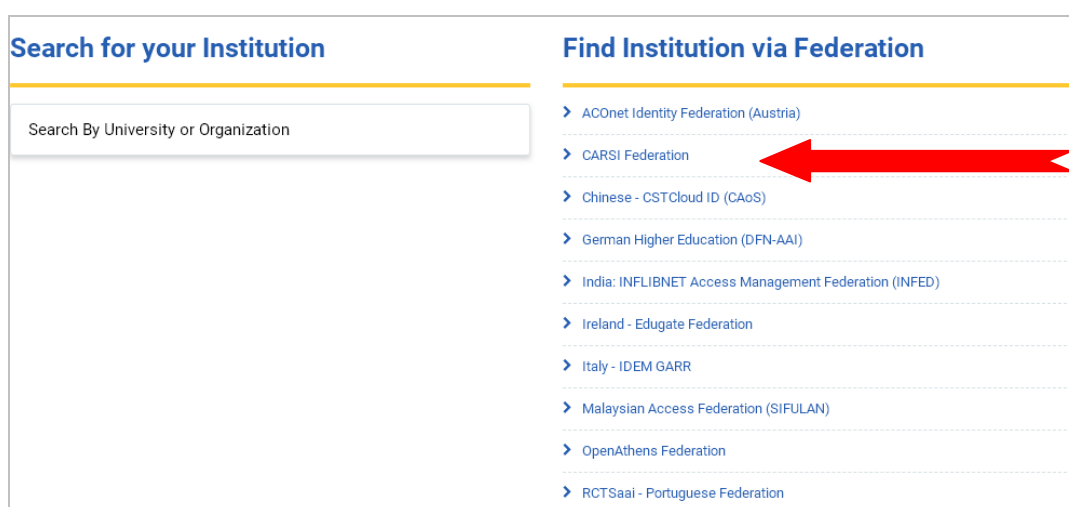 Search for your Institution
Search By University or Organization
Find Institution via Federation
ACOnet Identity Federation (Austria)
CARSI Federation
Chinese - CSTCloud ID (CAoS)
German Higher Education (DFN-AAI)
India: INFLIBNET Access Management Federation (INFED)
Ireland - Edugate Federation
Italy - IDEM GARR
Malaysian Access Federation (SIFULAN)
OpenAthens Federation
RCTSaai - Portuguese Federation